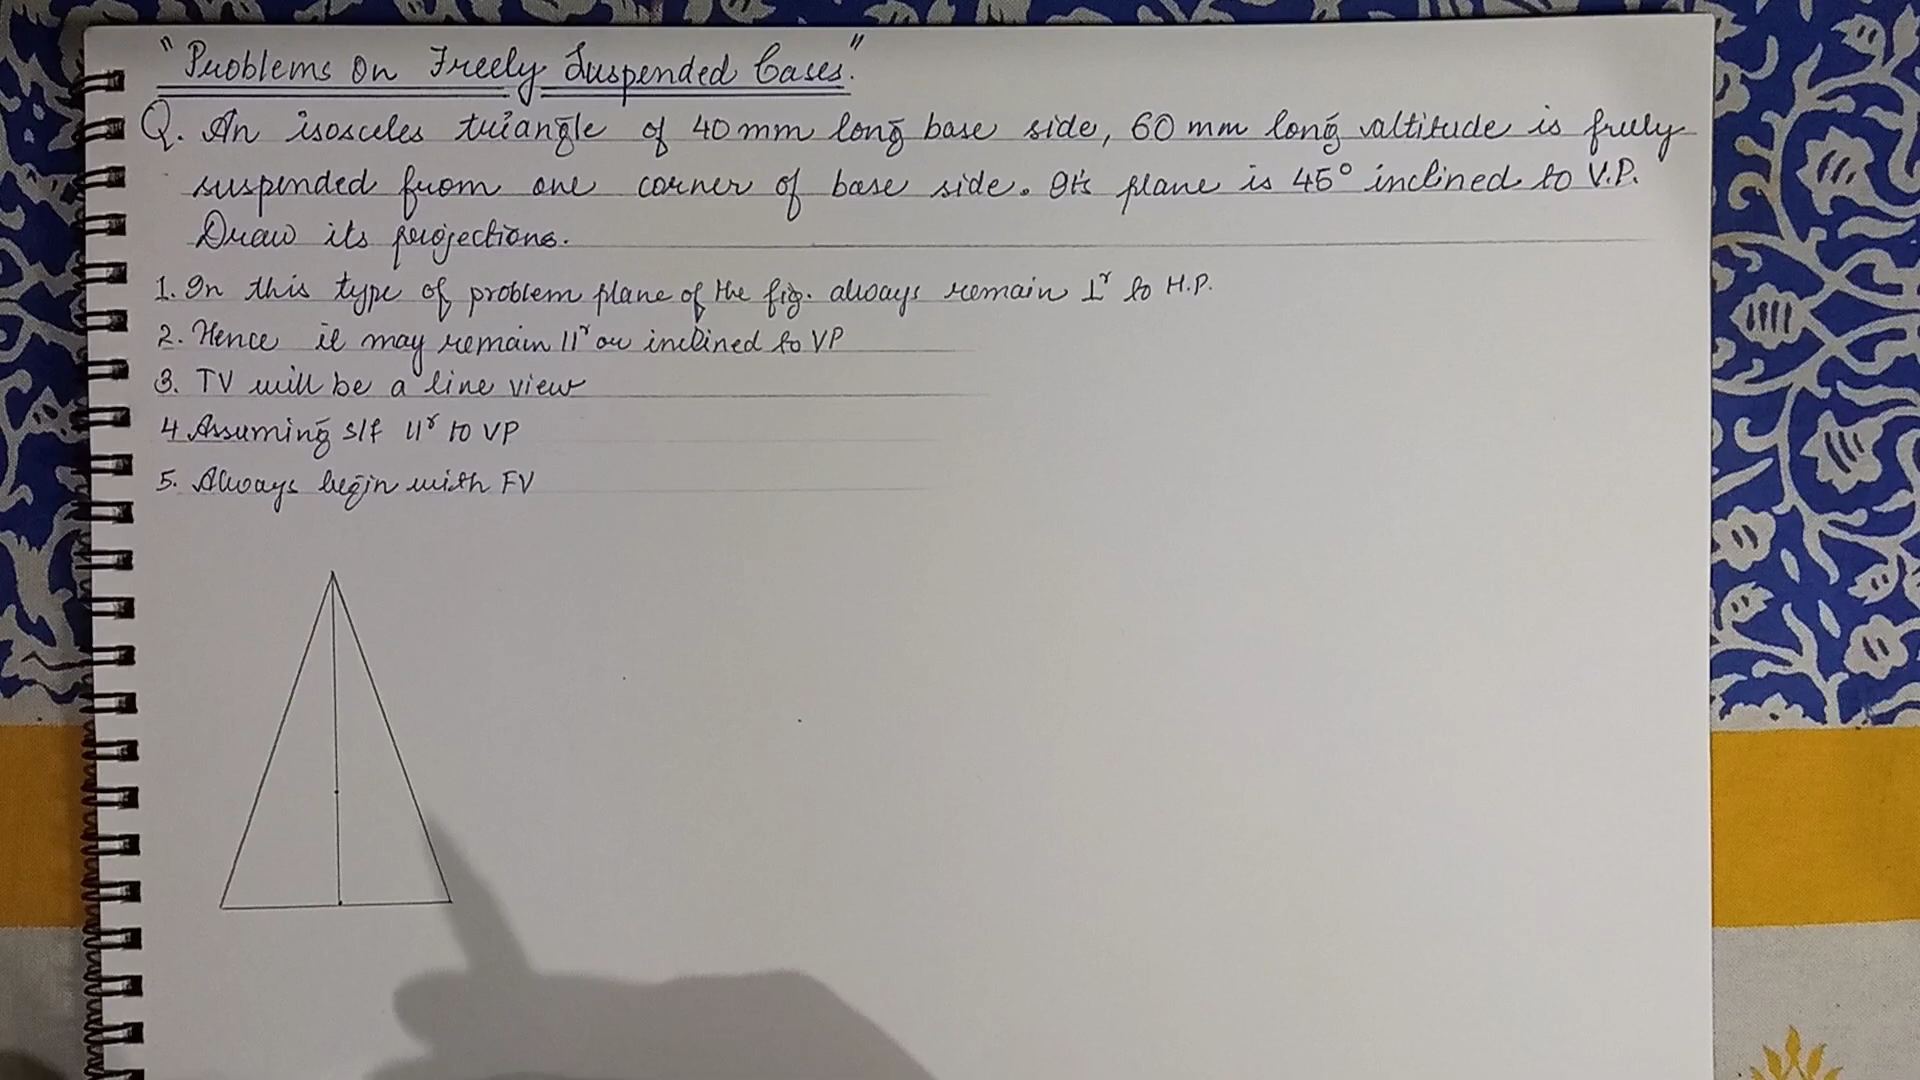 "Problems On Freely Suspended Cases."
Q. An isosceles triangle of 40 mm long base side, 60 mm long altitude is freely
suspended from one corner of base side. It's plane is 45° inclined to V.P.
Draw its projections.
1. In this type of problem plane of the fig. always remain ⊥r to H.P.
2. Hence it may remain 11r or inclined to VP
3. TV will be a line view
4 Assuming s/f 11r to VP
5. Always begin with FV